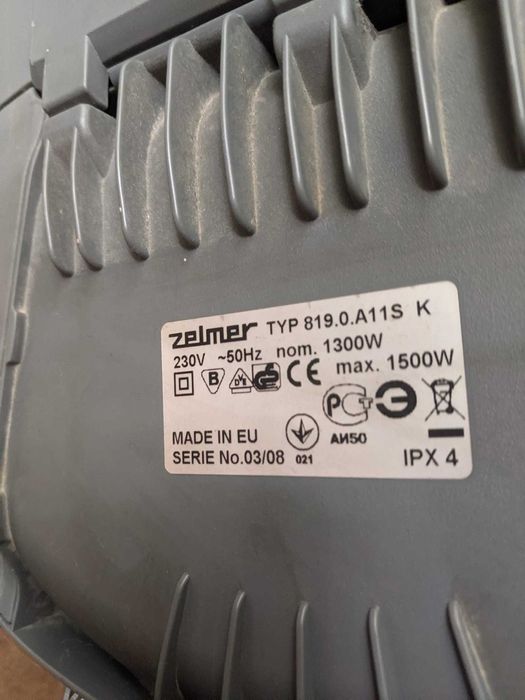 zelmer TYP 819.0.A11S K
230V ~50Hz nom. 1300W
max. 1500W
B
CE
РСТ
Э
АИ50
MADE IN EU
SERIE No.03/08
021
IPX 4